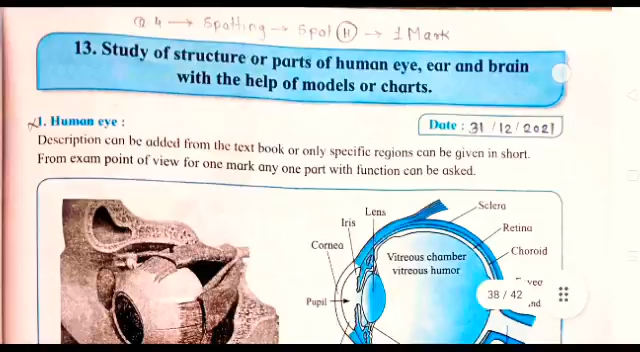 Q 4 → Spotting → Spot (H) → 1 Mark
13. Study of structure or parts of human eye, ear and brain
with the help of models or charts.
1. Human eye :
Date : 31 / 12 / 2021
Description can be added from the text book or only specific regions can be given in short.
From exam point of view for one mark any one part with function can be asked.
Lens
Sclera
Iris
Retina
Cornea
Choroid
Vitreous chamber
vitreous humor
Pupil
38 / 42